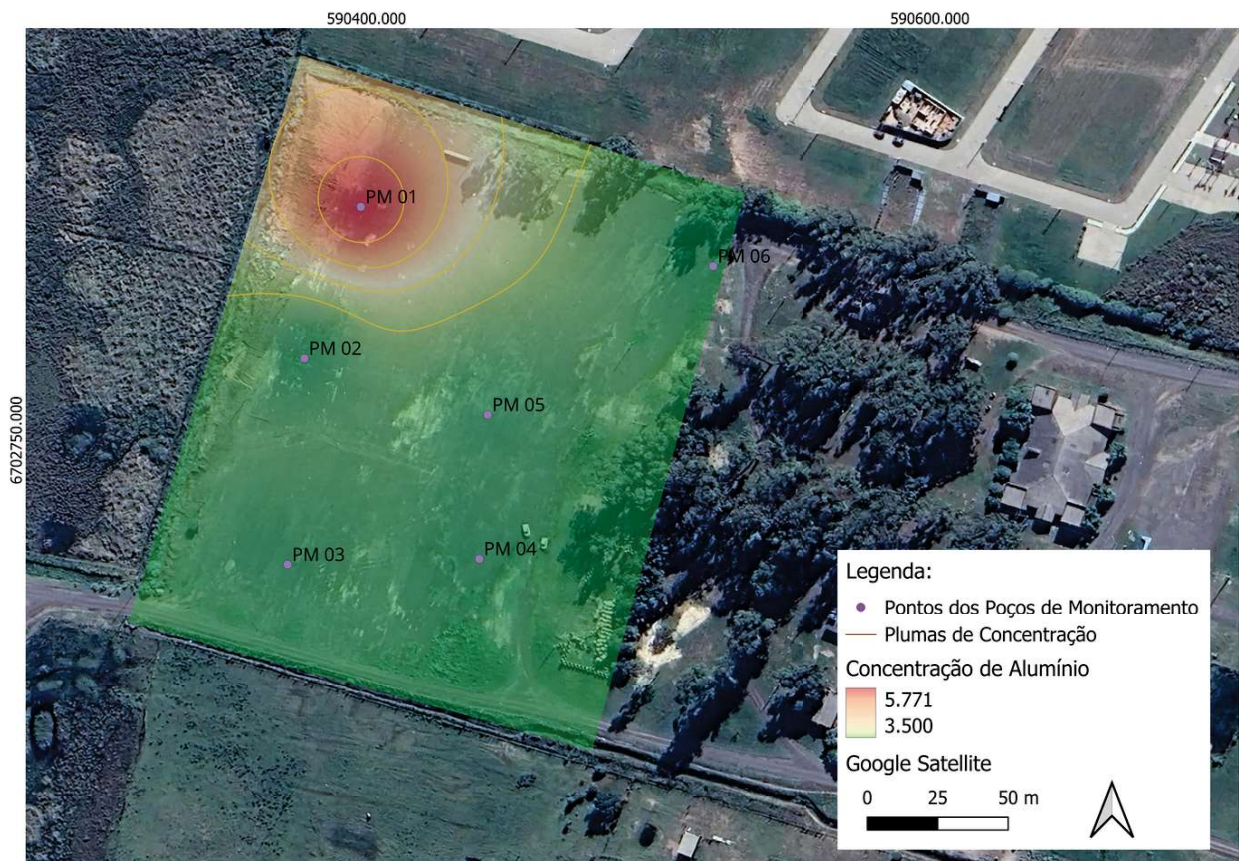 590400.000
590600.000
6702750.000
PM 01
PM 06
PM 02
PM 05
PM 03
PM 04
Legenda:
Pontos dos Poços de Monitoramento
Plumas de Concentração
Concentração de Alumínio
5.771
3.500
Google Satellite
0 25 50 m